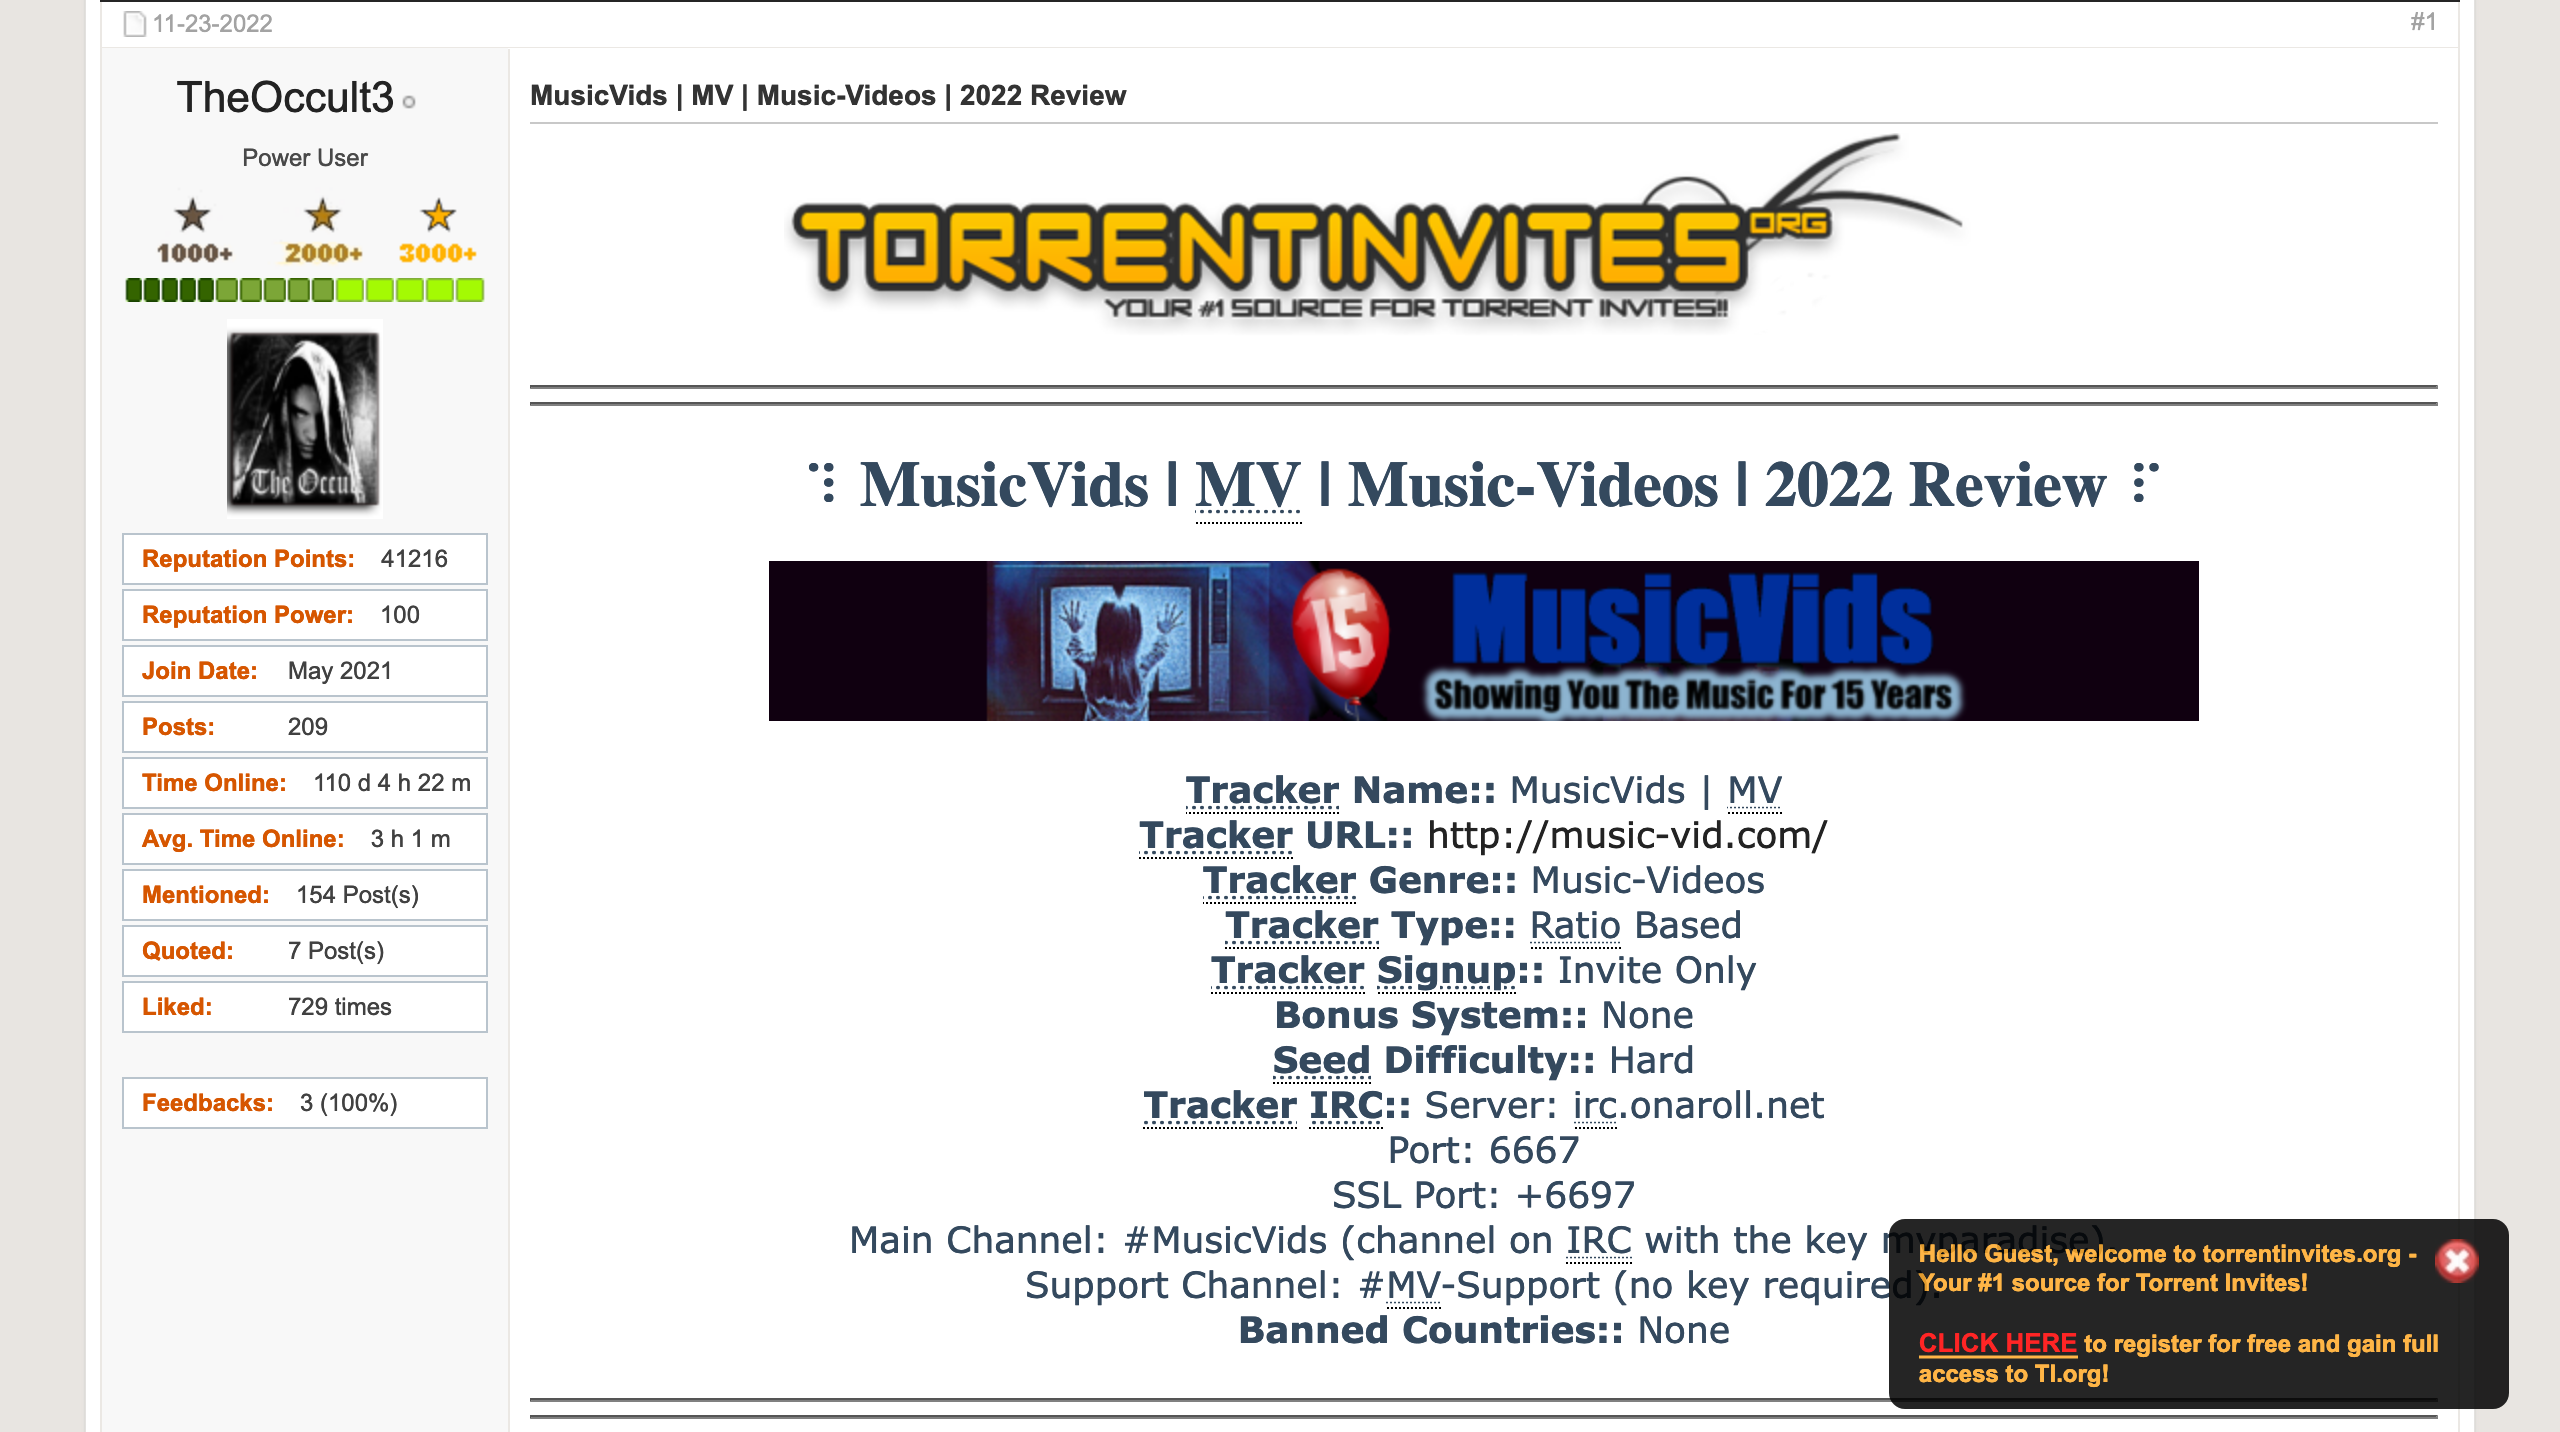 11-23-2022
#1
TheOccult3
Power User
1000+ 2000+ 3000+
The Occul
Reputation Points: 41216
Reputation Power: 100
Join Date: May 2021
Posts: 209
Time Online: 110 d 4 h 22 m
Avg. Time Online: 3 h 1 m
Mentioned: 154 Post(s)
Quoted: 7 Post(s)
Liked: 729 times
Feedbacks: 3 (100%)
MusicVids | MV | Music-Videos | 2022 Review
TORRENTINVITES ORG
YOUR #1 SOURCE FOR TORRENT INVITES!!
⠙⠇ MusicVids | MV | Music-Videos | 2022 Review ⠏⠁
15
MusicVids
Showing You The Music For 15 Years
Tracker Name:: MusicVids | MV
Tracker URL:: http://music-vid.com/
Tracker Genre:: Music-Videos
Tracker Type:: Ratio Based
Tracker Signup:: Invite Only
Bonus System:: None
Seed Difficulty:: Hard
Tracker IRC:: Server: irc.onaroll.net
Port: 6667
SSL Port: +6697
Main Channel: #MusicVids (channel on IRC with the key myparadise)
Support Channel: #MV-Support (no key required).
Banned Countries:: None
Hello Guest, welcome to torrentinvites.org -
Your #1 source for Torrent Invites!
CLICK HERE to register for free and gain full
access to TI.org!